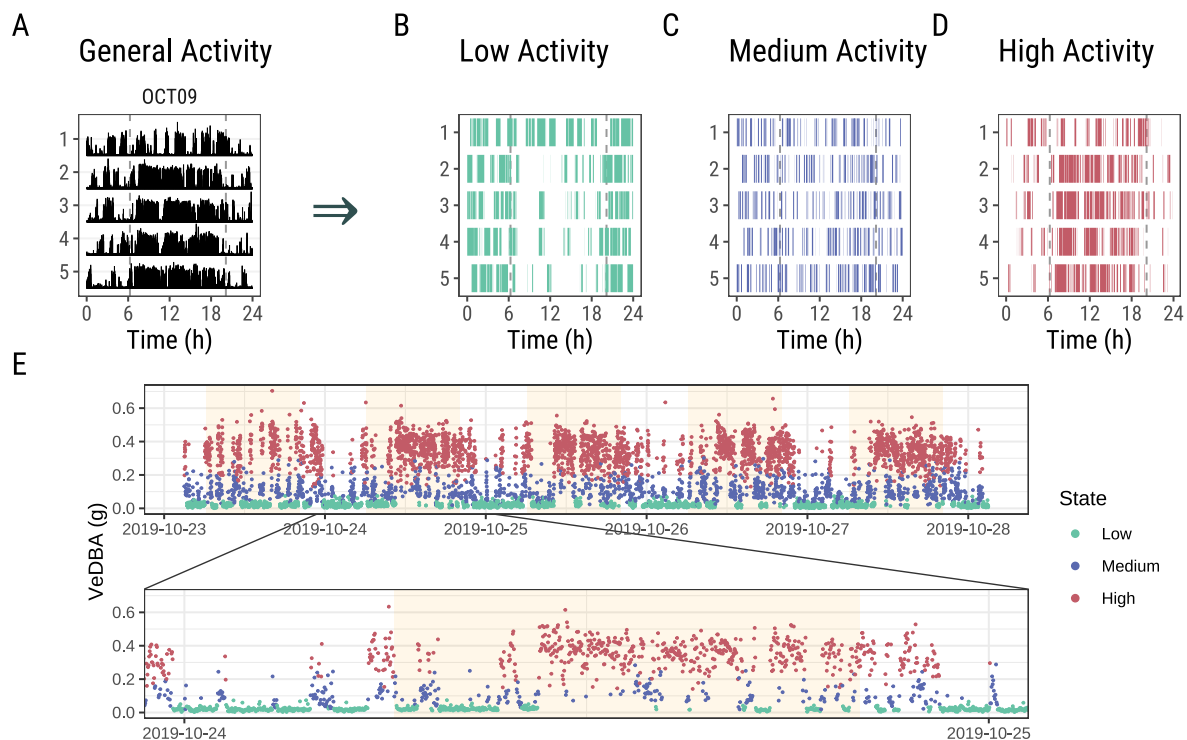 A
General Activity
OCT09
1
2
3
4
5
0 6 12 18 24
Time (h)
⇒
B
Low Activity
1
2
3
4
5
0 6 12 18 24
Time (h)
C
Medium Activity
1
2
3
4
5
0 6 12 18 24
Time (h)
D
High Activity
1
2
3
4
5
0 6 12 18 24
Time (h)
E
VeDBA (g)
0.6
0.4
0.2
0.0
2019-10-23 2019-10-24 2019-10-25 2019-10-26 2019-10-27 2019-10-28
0.6
0.4
0.2
0.0
2019-10-24 2019-10-25
State
Low
Medium
High